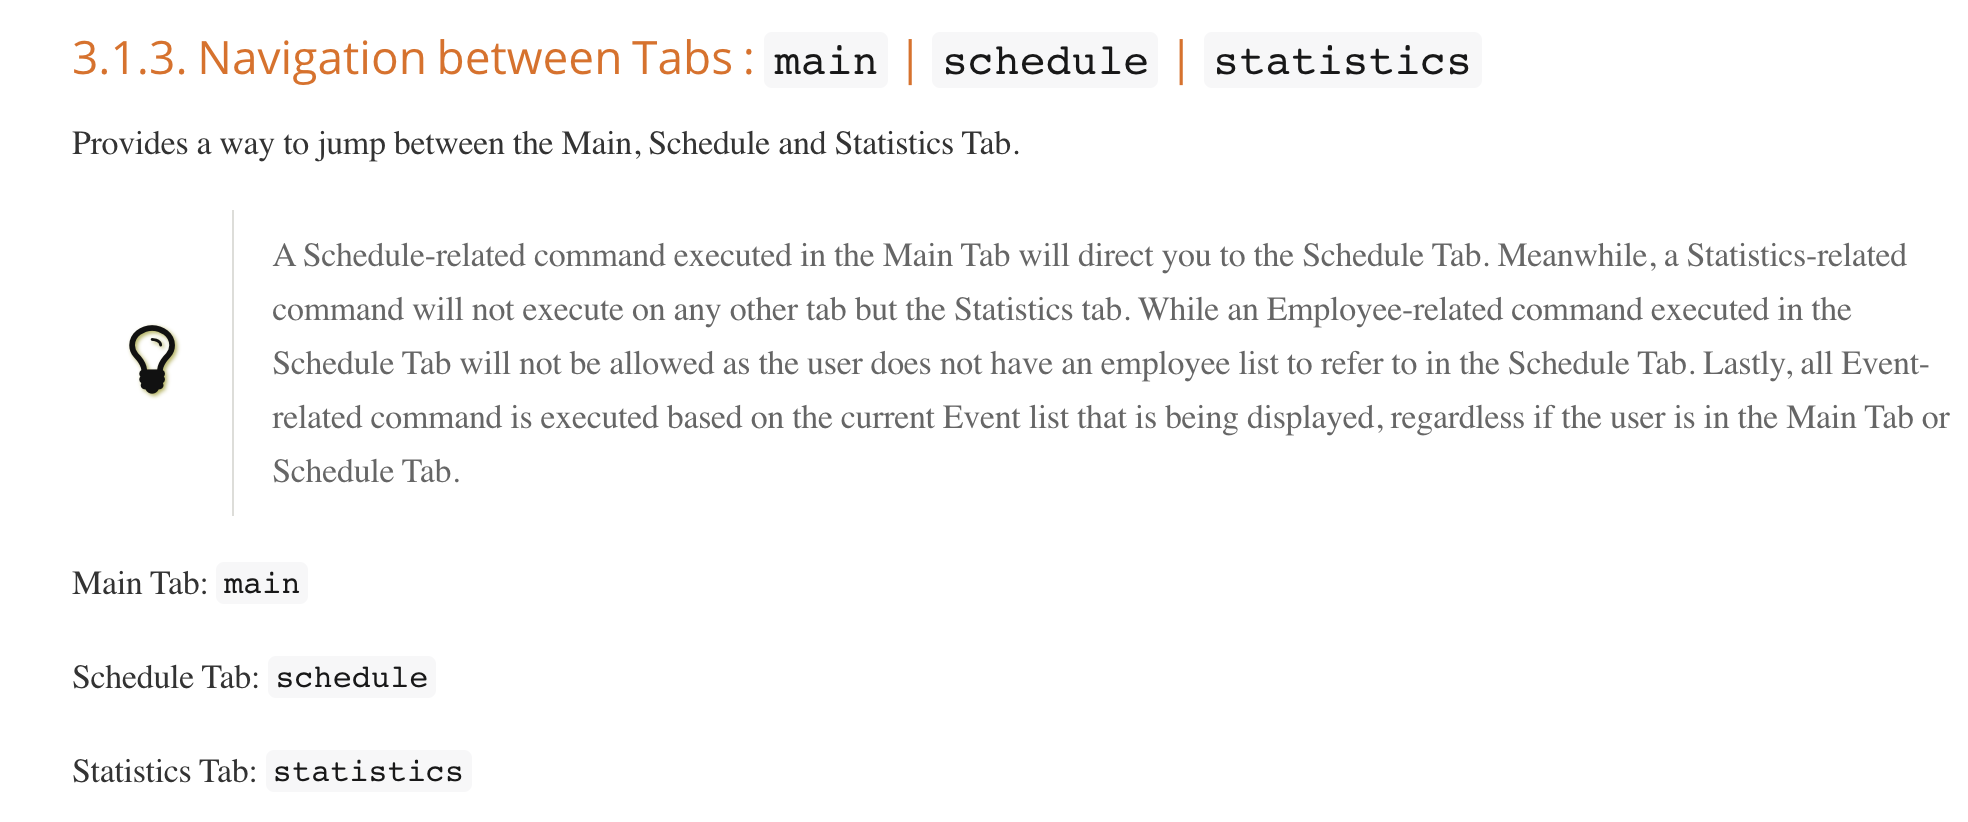 3.1.3. Navigation between Tabs : main | schedule | statistics
Provides a way to jump between the Main, Schedule and Statistics Tab.
A Schedule-related command executed in the Main Tab will direct you to the Schedule Tab. Meanwhile, a Statistics-related
command will not execute on any other tab but the Statistics tab. While an Employee-related command executed in the
Schedule Tab will not be allowed as the user does not have an employee list to refer to in the Schedule Tab. Lastly, all Event-
related command is executed based on the current Event list that is being displayed, regardless if the user is in the Main Tab or
Schedule Tab.
Main Tab: main
Schedule Tab: schedule
Statistics Tab: statistics